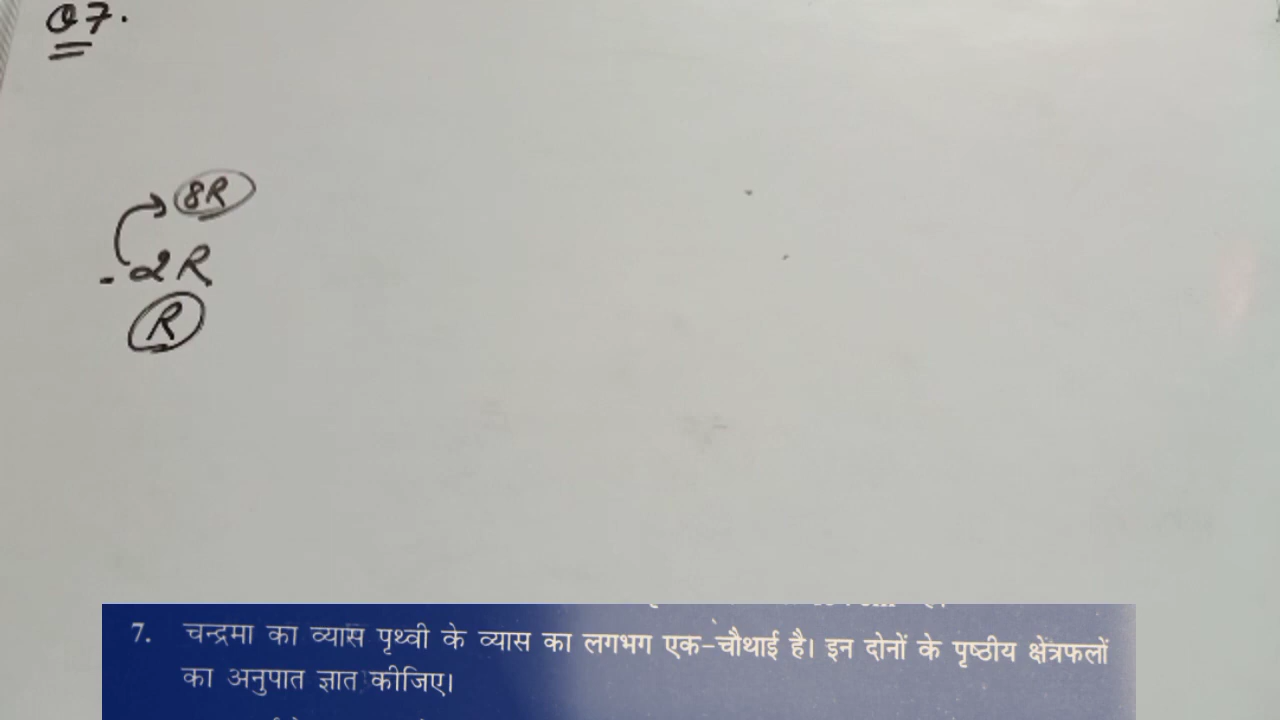 Q7.
8R
2R
R
7. चन्द्रमा का व्यास पृथ्वी के व्यास का लगभग एक-चौथाई है। इन दोनों के पृष्ठीय क्षेंत्रफलों
का अनुपात ज्ञात कीजिए।